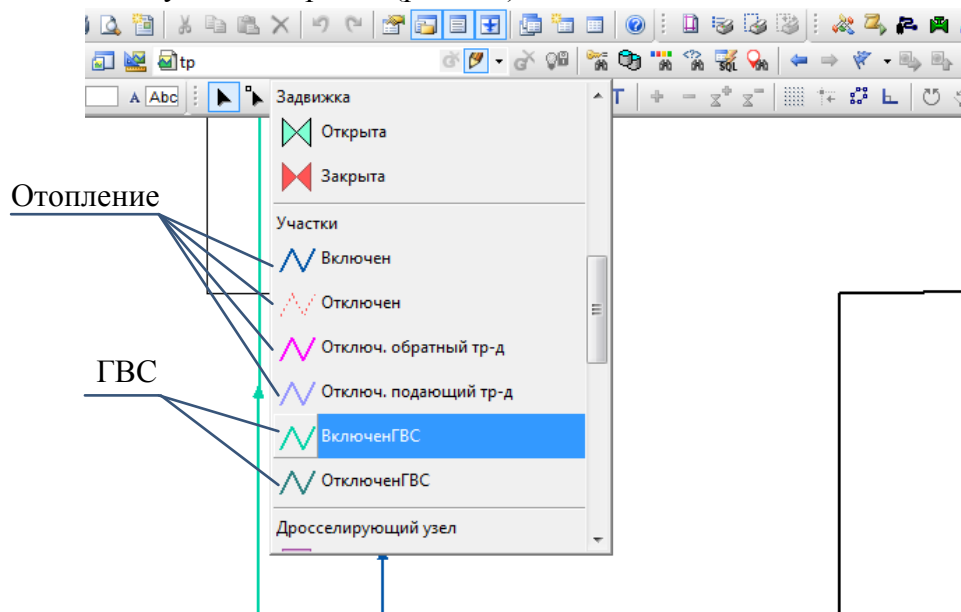 tp
SQL
A Abc
Задвижка
T
Открыта
Закрыта
Отопление
Участки
Включен
Отключен
Отключ. обратный тр-д
ГВС
Отключ. подающий тр-д
ВключенГВС
ОтключенГВС
Дросселирующий узел